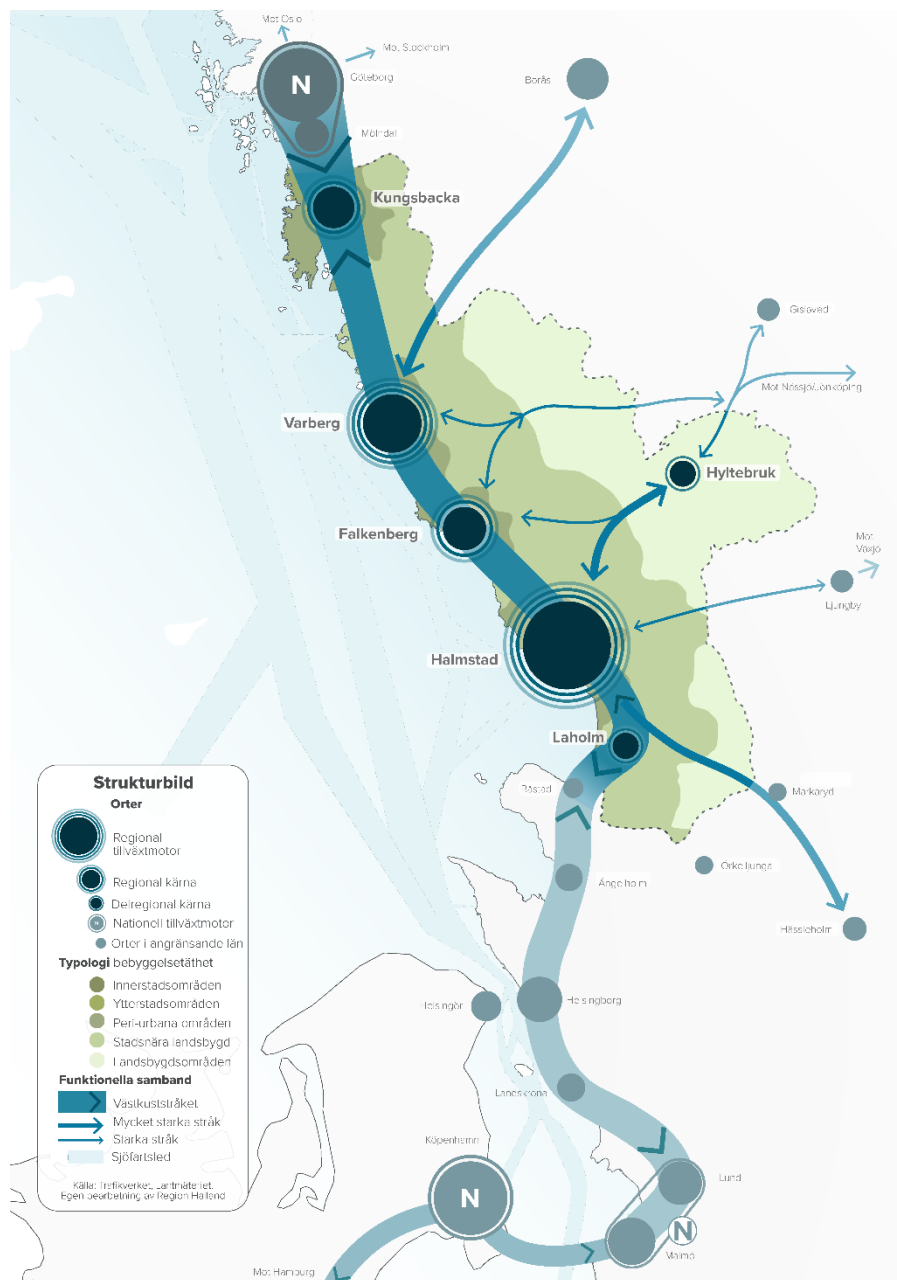 Mot Oslo
Mot Stockholm
N
Göteborg
Borås
Mölndal
Kungsbacka
Gislaved
Mot Nässjö/Jönköping
Varberg
Hyltebruk
Falkenberg
Mot
Växjö
Ljungby
Halmstad
Laholm
Båstad
Markaryd
Örkelljunga
Ängelholm
Hässleholm
Helsingör
Helsingborg
Landskrona
Köpenhamn
N
Lund
N
Malmö
Mot Hamburg
Strukturbild
Orter
Regional
tillväxtmotor
Regional kärna
Delregional kärna
N
Nationell tillväxtmotor
Orter i angränsande län
Typologi bebyggelsetäthet
Innerstadsområden
Ytterstadsområden
Peri-urbana områden
Stadsnära landsbygd
Landsbygdsområden
Funktionella samband
Västkuststråket
Mycket starka stråk
Starka stråk
Sjöfartsled
Källa: Trafikverket, Lantmäteriet.
Egen bearbetning av Region Halland